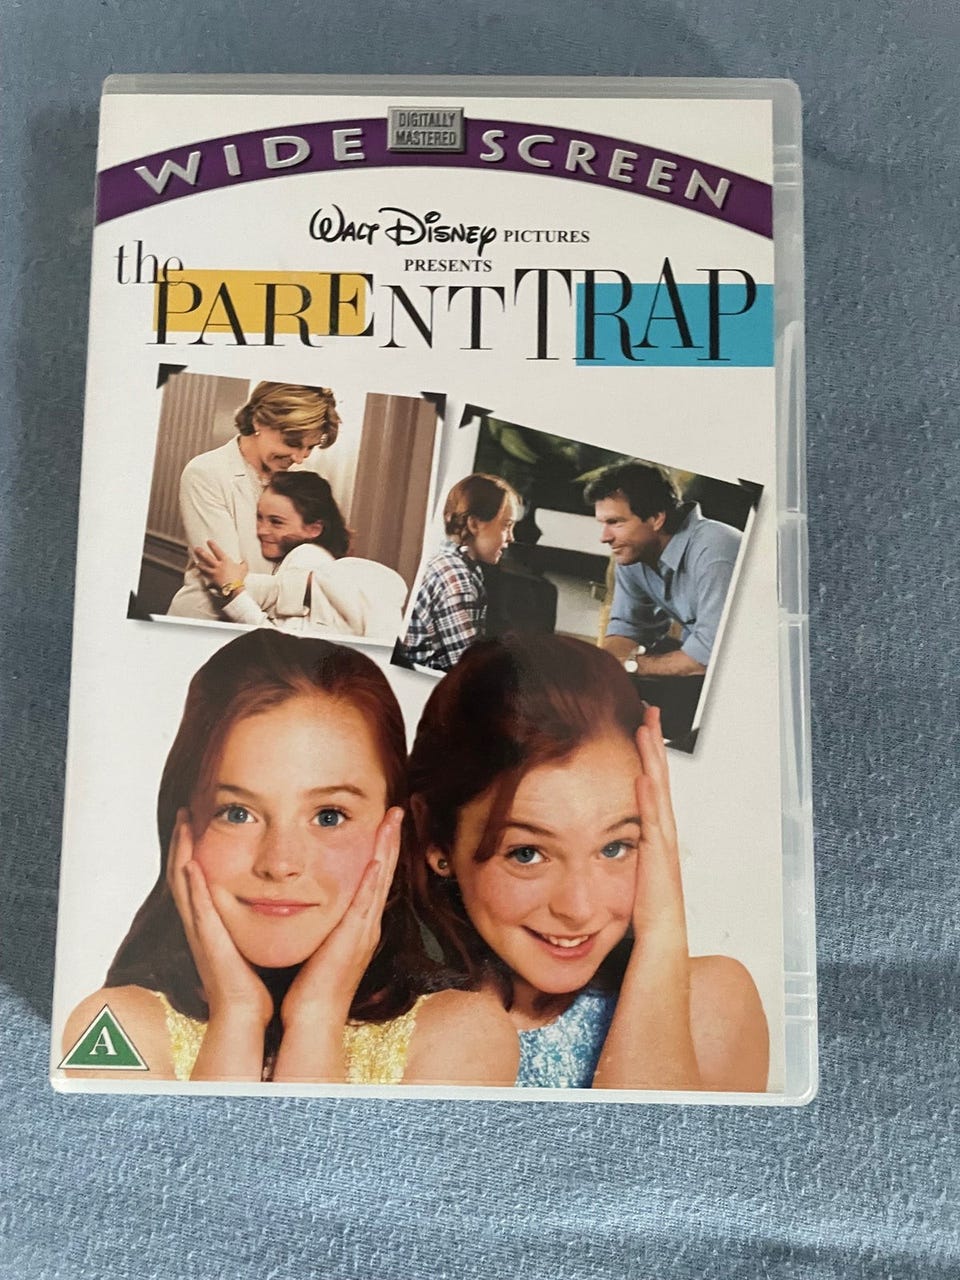 DIGITALLY
MASTERED
WIDE SCREEN
WALT DISNEY PICTURES
PRESENTS
the
PARENT TRAP
A